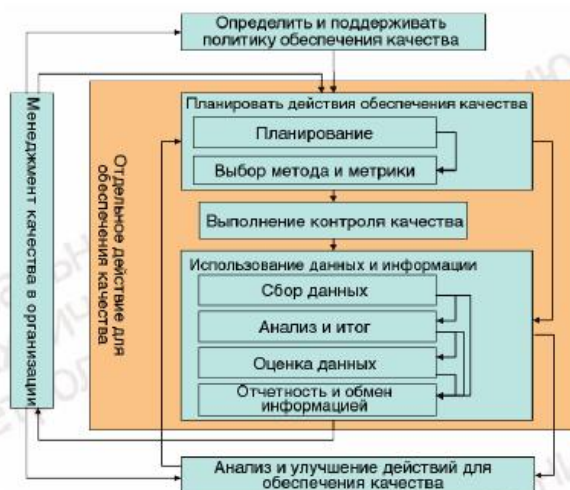 Определить и поддерживать
политику обеспечения качества
Менеджмент качества в организации
Отдельное действие для
обеспечения качества
Планировать действия обеспечения качества
Планирование
Выбор метода и метрики
Выполнение контроля качества
Использование данных и информации
Сбор данных
Анализ и итог
Оценка данных
Отчетность и обмен
информацией
Анализ и улучшение действий для
обеспечения качества